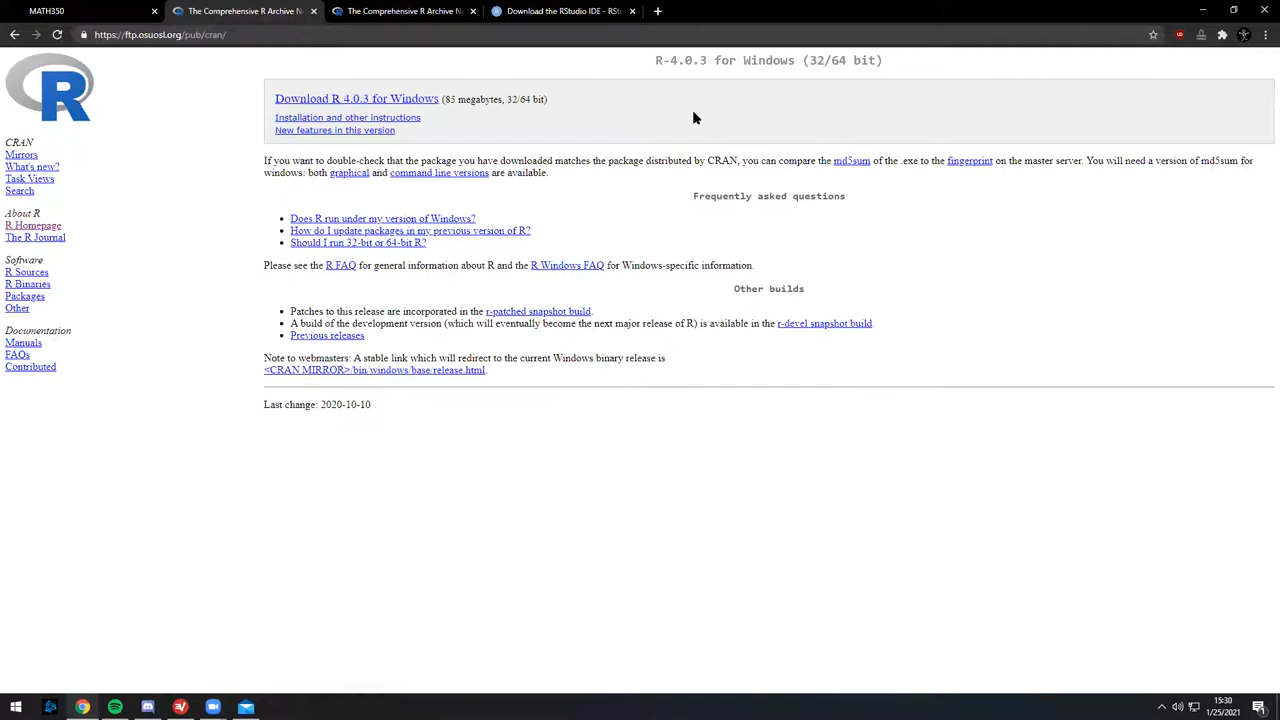 MATH350
The Comprehensive R Archive Ne
The Comprehensive R Archive Ne
Download the RStudio IDE - RStu
https://ftp.osuosl.org/pub/cran/
R
CRAN
Mirrors
What's new?
Task Views
Search
About R
R Homepage
The R Journal
Software
R Sources
R Binaries
Packages
Other
Documentation
Manuals
FAQs
Contributed
R-4.0.3 for Windows (32/64 bit)
Download R 4.0.3 for Windows (85 megabytes, 32/64 bit)
Installation and other instructions
New features in this version
If you want to double-check that the package you have downloaded matches the package distributed by CRAN, you can compare the md5sum of the .exe to the fingerprint on the master server. You will need a version of md5sum for
windows: both graphical and command line versions are available.
Frequently asked questions
• Does R run under my version of Windows?
• How do I update packages in my previous version of R?
• Should I run 32-bit or 64-bit R?
Please see the R FAQ for general information about R and the R Windows FAQ for Windows-specific information.
Other builds
• Patches to this release are incorporated in the r-patched snapshot build.
• A build of the development version (which will eventually become the next major release of R) is available in the r-devel snapshot build.
• Previous releases
Note to webmasters: A stable link which will redirect to the current Windows binary release is
<CRAN MIRROR>/bin/windows/base/release.html.
Last change: 2020-10-10
15:30
1/25/2021